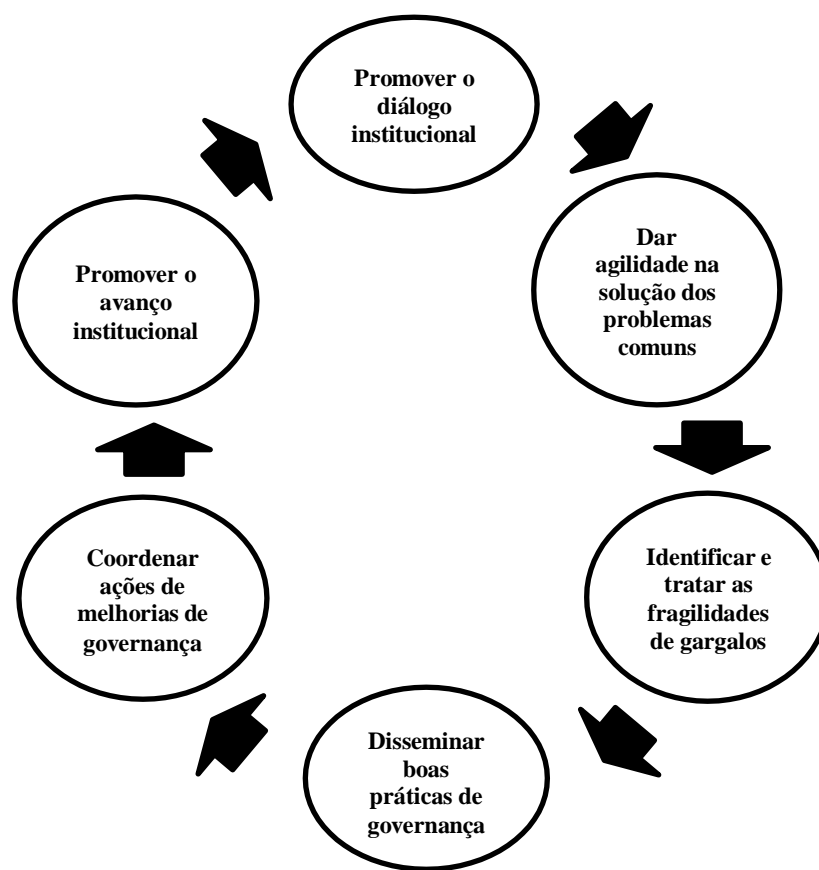 Promover o
diálogo
institucional
Dar
agilidade na
solução dos
problemas
comuns
Identificar e
tratar as
fragilidades
de gargalos
Disseminar
boas
práticas de
governança
Coordenar
ações de
melhorias de
governança
Promover o
avanço
institucional